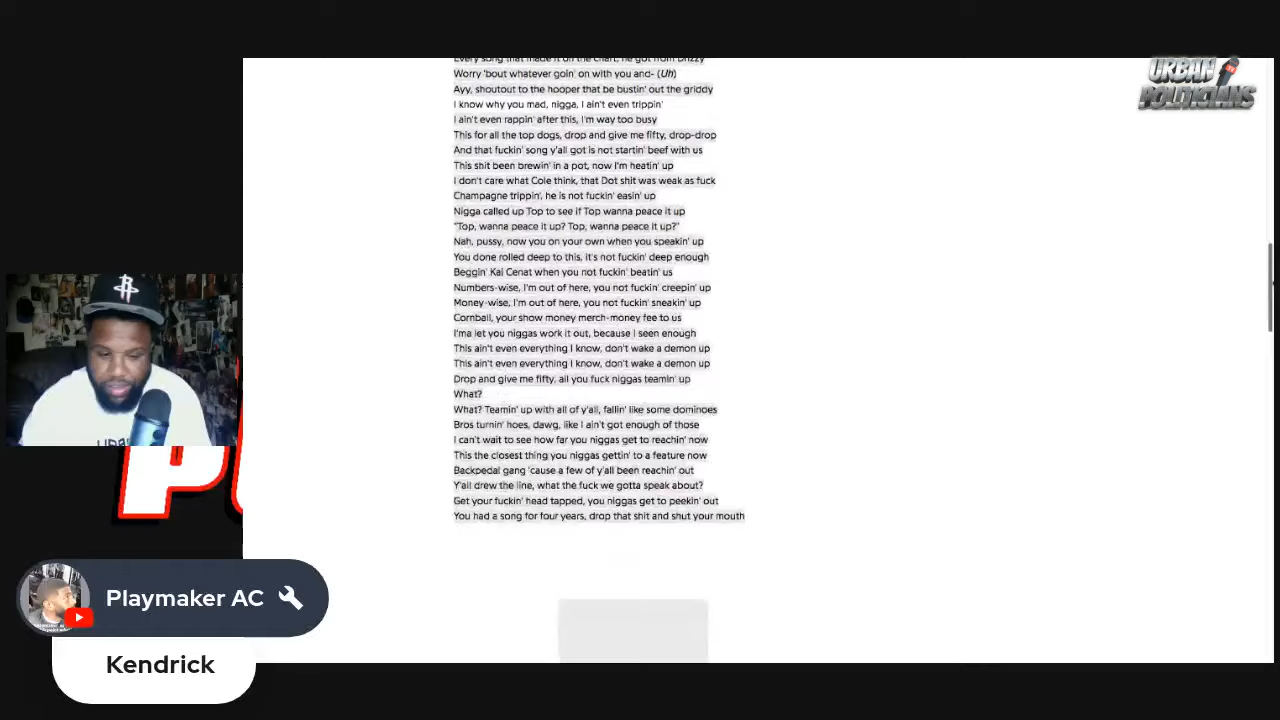 Every song that made it on the chart, he got from Drizzy
Worry 'bout whatever goin' on with you and- (Uh)
Ayy, shoutout to the hooper that be bustin' out the griddy
I know why you mad, nigga, I ain't even trippin'
I ain't even rappin' after this, I'm way too busy
This for all the top dogs, drop and give me fifty, drop-drop
And that fuckin' song y'all got is not startin' beef with us
This shit been brewin' in a pot, now I'm heatin' up
I don't care what Cole think, that Dot shit was weak as fuck
Champagne trippin', he is not fuckin' easin' up
Nigga called up Top to see if Top wanna peace it up
"Top, wanna peace it up? Top, wanna peace it up?"
Nah, pussy, now you on your own when you speakin' up
You done rolled deep to this, it's not fuckin' deep enough
Beggin' Kai Cenat when you not fuckin' beatin' us
Numbers-wise, I'm out of here, you not fuckin' creepin' up
Money-wise, I'm out of here, you not fuckin' sneakin' up
Cornball, your show money merch-money fee to us
I'ma let you niggas work it out, because I seen enough
This ain't even everything I know, don't wake a demon up
This ain't even everything I know, don't wake a demon up
Drop and give me fifty, all you fuck niggas teamin' up
What?
What? Teamin' up with all of y'all, fallin' like some dominoes
Bros turnin' hoes, dawg, like I ain't got enough of those
I can't wait to see how far you niggas get to reachin' now
This the closest thing you niggas gettin' to a feature now
Backpedal gang 'cause a few of y'all been reachin' out
Y'all drew the line, what the fuck we gotta speak about?
Get your fuckin' head tapped, you niggas get to peekin' out
You had a song for four years, drop that shit and shut your mouth
URBAN
POLITICIANS
Playmaker AC
Kendrick